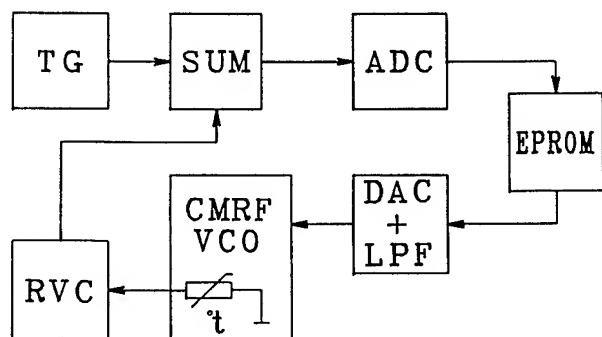 TG
SUM
ADC
EPROM
CMRF
VCO
DAC
+
LPF
RVC
°t